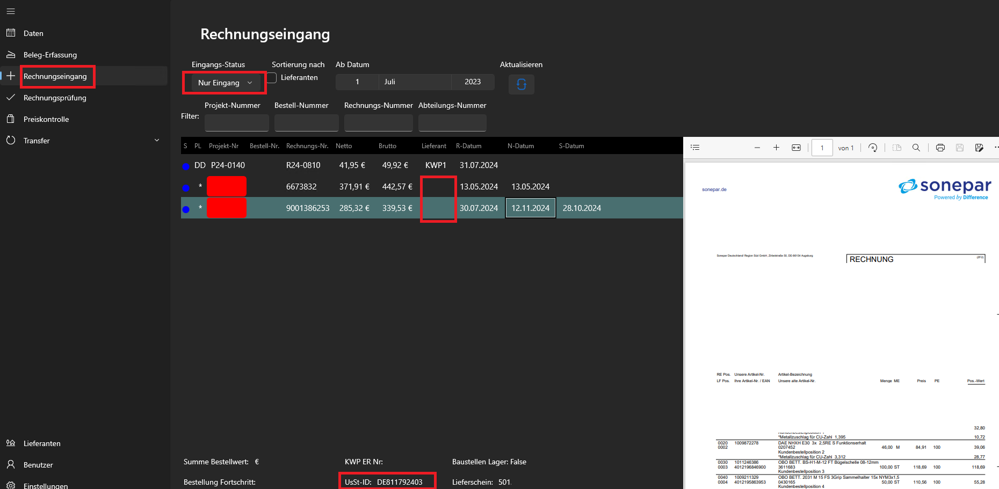 Daten
Beleg-Erfassung
Rechnungseingang
Rechnungsprüfung
Preiskontrolle
Transfer
Lieferanten
Benutzer
Einstellungen
Rechnungseingang
Eingangs-Status Sortierung nach Ab Datum Aktualisieren
Nur Eingang Lieferanten 1 Juli 2023
Projekt-Nummer Bestell-Nummer Rechnungs-Nummer Abteilungs-Nummer
Filter:
S PL Projekt-Nr Bestell-Nr. Rechnungs-Nr. Netto Brutto Lieferant R-Datum N-Datum S-Datum
DD P24-0140 R24-0810 41,95 € 49,92 € KWP1 31.07.2024
* 6673832 371,91 € 442,57 € 13.05.2024 13.05.2024
* 9001386253 285,32 € 339,53 € 30.07.2024 12.11.2024 28.10.2024
Summe Bestellwert: € KWP ER Nr: Baustellen Lager: False
Bestellung Fortschritt: UsSt-ID: DE811792403 Lieferschein: 501.
1 von 1
sonepar.de
sonepar
Powered by Difference
Sonepar Deutschland/ Region Süd GmbH, Zirbelstraße 50, DE-86154 Augsburg
RECHNUNG (ZF2)
RE Pos. Unsere Artikel-Nr. Artikel-Bezeichnung
LF Pos. Ihre Artikel-Nr. / EAN Unsere alte Artikel-Nr. Menge ME Preis PE Pos.-Wert
32,80
*Metallzuschlag für CU-Zahl 1,395 10,72
0020 1009872278 DAE NHXH E30 3x 2,5RE S Funktionserhalt
0002 0207452 46,00 M 84,91 100 39,06
Kundenbestellposition 2
*Metallzuschlag für CU-Zahl 3,312 28,77
0030 1011246386 OBO BETT. BS-H1-M-12 FT Bügelschelle 08-12mm
0003 4012196846900 3611683 100,00 ST 118,69 100 118,69
Kundenbestellposition 3
0040 1009211329 OBO BETT. 2031 M 15 FS 3Grip Sammelhalter 15x NYM3x1,5
0004 4012195863953 0430165 50,00 ST 110,56 100 55,28
Kundenbestellposition 4